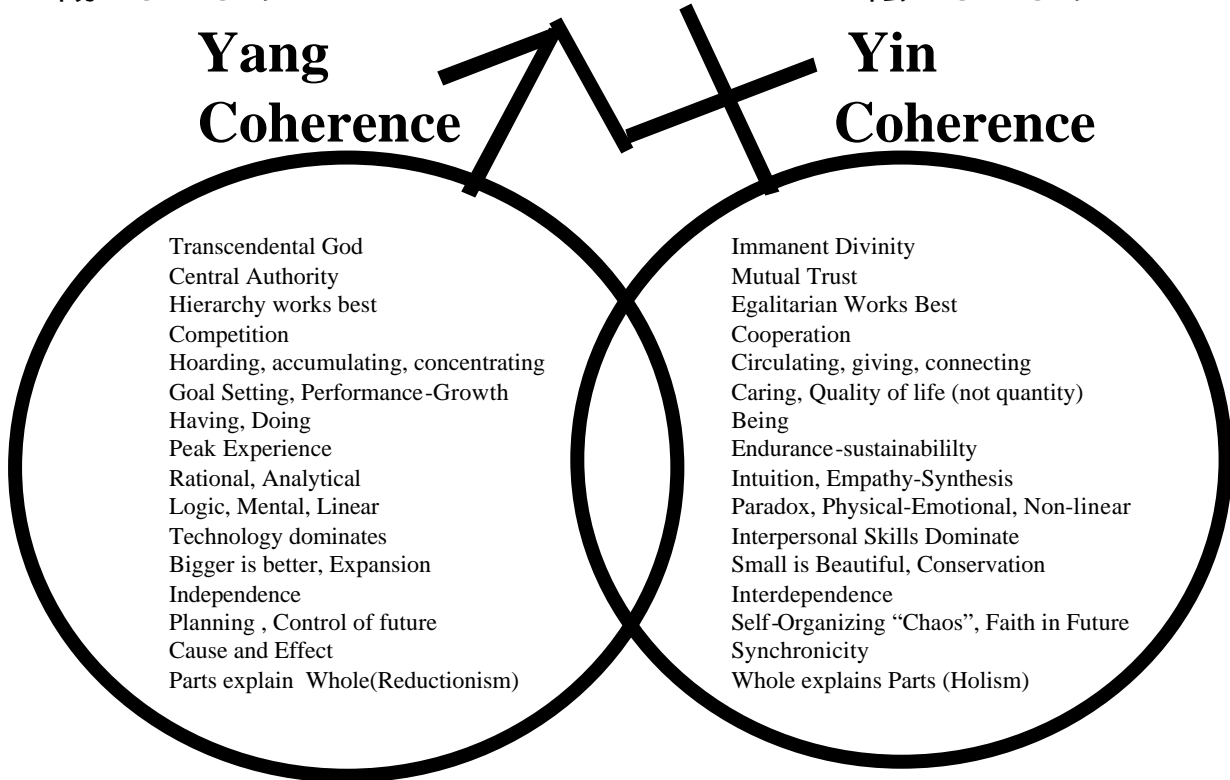 Yang
Coherence
Yin
Coherence
Transcendental God
Central Authority
Hierarchy works best
Competition
Hoarding, accumulating, concentrating
Goal Setting, Performance-Growth
Having, Doing
Peak Experience
Rational, Analytical
Logic, Mental, Linear
Technology dominates
Bigger is better, Expansion
Independence
Planning , Control of future
Cause and Effect
Parts explain Whole(Reductionism)
Immanent Divinity
Mutual Trust
Egalitarian Works Best
Cooperation
Circulating, giving, connecting
Caring, Quality of life (not quantity)
Being
Endurance-sustainabililty
Intuition, Empathy-Synthesis
Paradox, Physical-Emotional, Non-linear
Interpersonal Skills Dominate
Small is Beautiful, Conservation
Interdependence
Self-Organizing “Chaos”, Faith in Future
Synchronicity
Whole explains Parts (Holism)